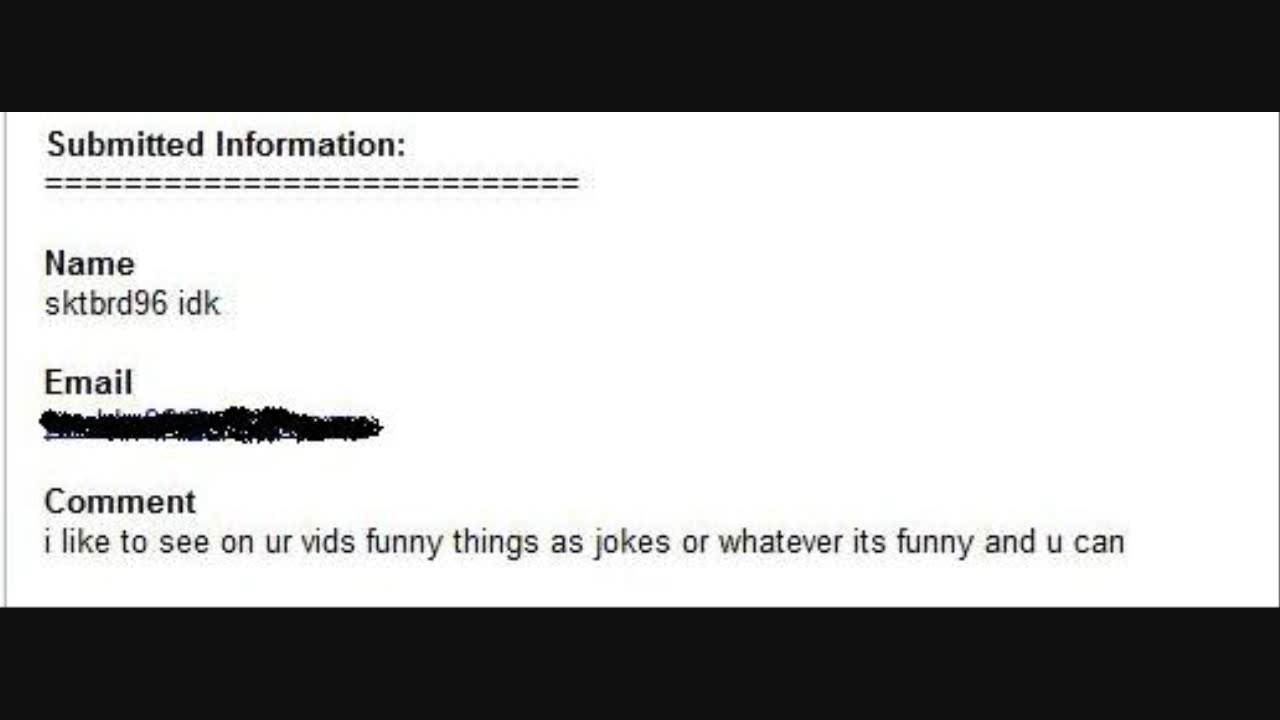 Submitted Information:
===========================
Name
sktbrd96 idk
Email
Comment
i like to see on ur vids funny things as jokes or whatever its funny and u can